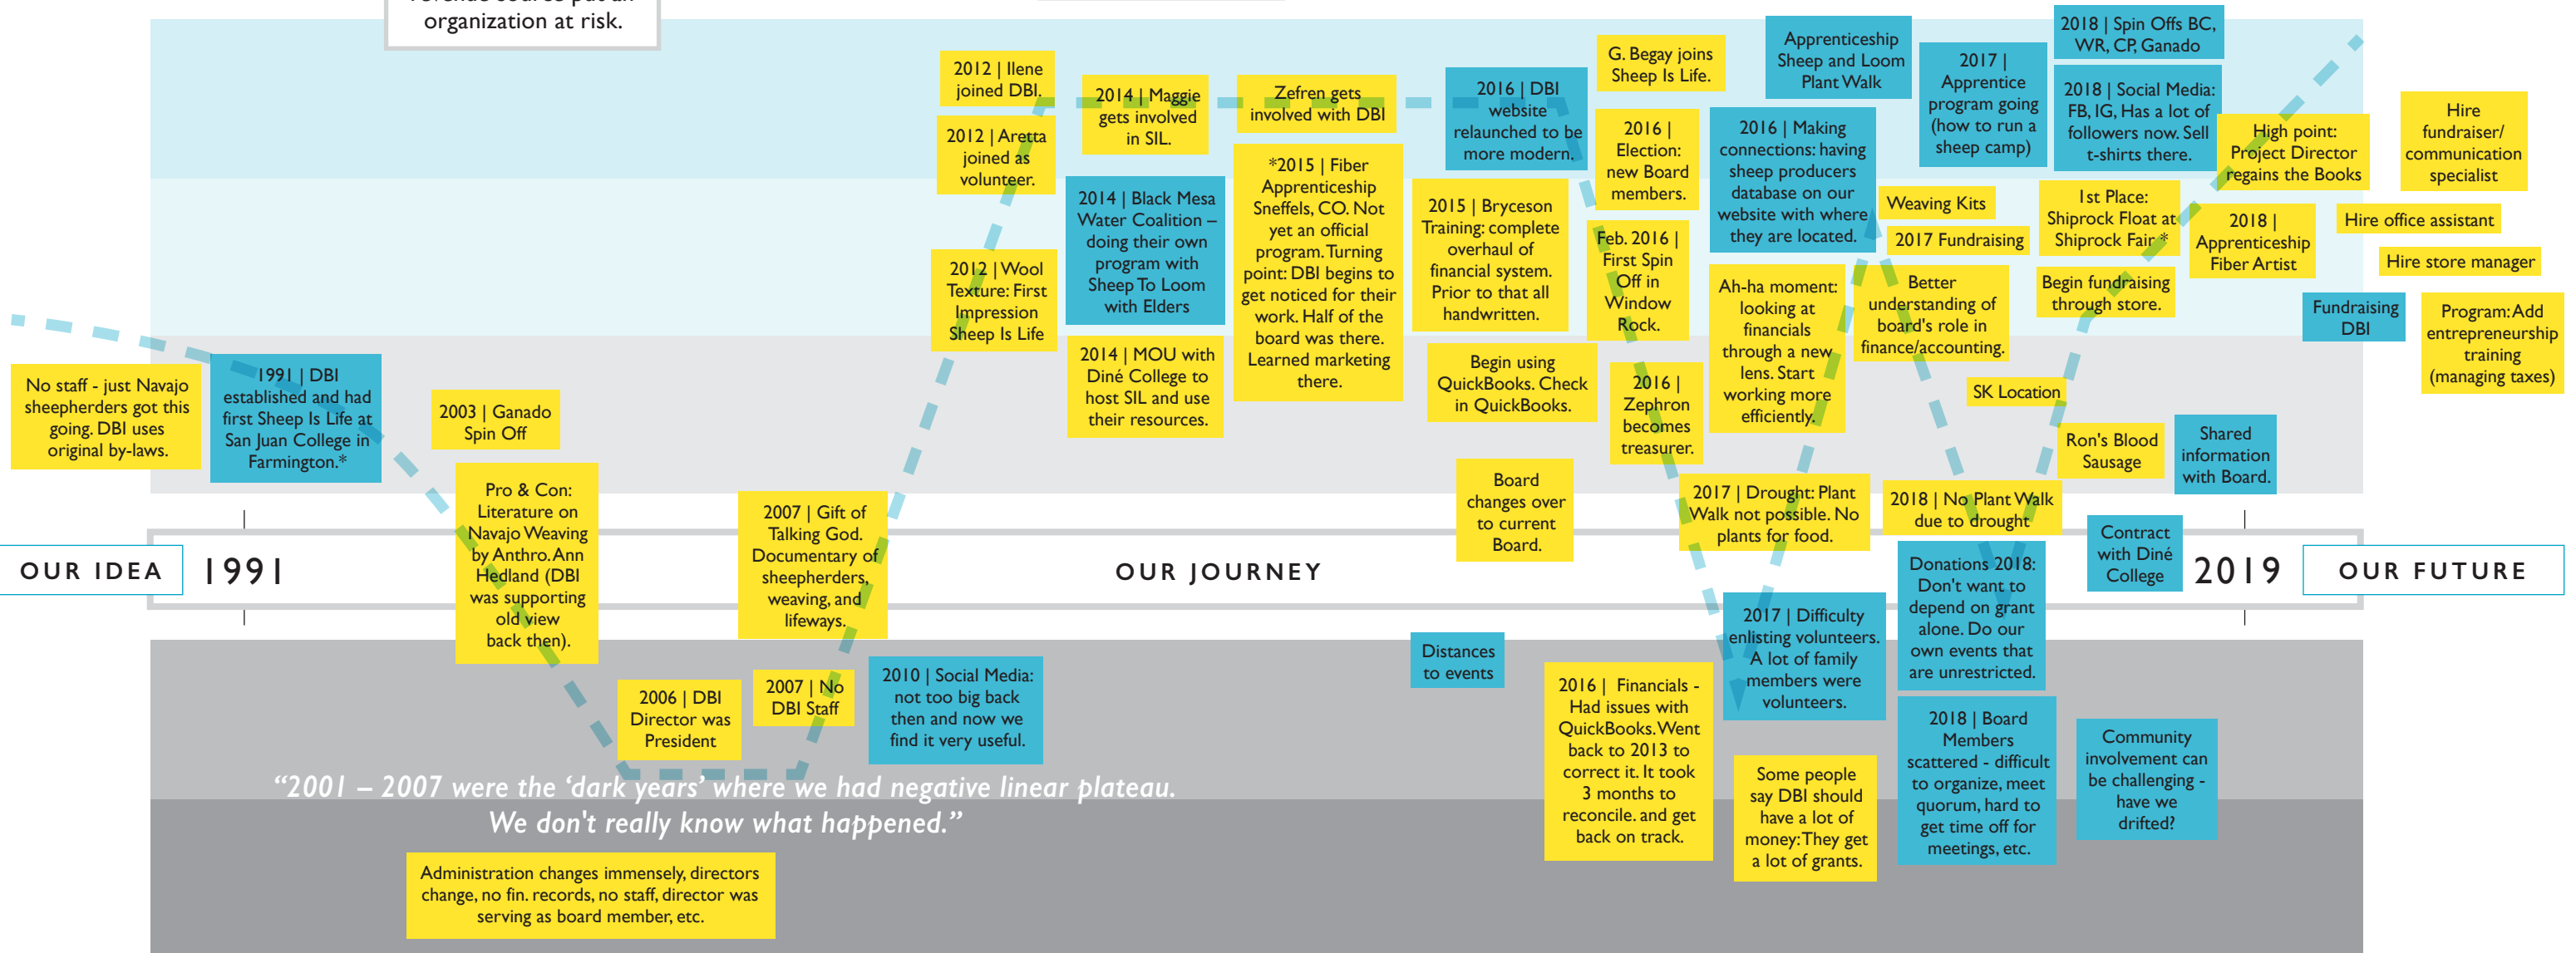 organization at risk.
No staff - just Navajo
sheepherders got this
going. DBI uses
original by-laws.
1991 | DBI
established and had
first Sheep Is Life at
San Juan College in
Farmington.*
2003 | Ganado
Spin Off
Pro & Con:
Literature on
Navajo Weaving
by Anthro. Ann
Hedland (DBI
was supporting
old view
back then).
2006 | DBI
Director was
President
2007 | Gift of
Talking God.
Documentary of
sheepherders,
weaving, and
lifeways.
2007 | No
DBI Staff
2010 | Social Media:
not too big back
then and now we
find it very useful.
“2001 – 2007 were the ‘dark years’ where we had negative linear plateau.
We don't really know what happened.”
Administration changes immensely, directors
change, no fin. records, no staff, director was
serving as board member, etc.
2012 | Ilene
joined DBI.
2012 | Aretta
joined as
volunteer.
2012 | Wool
Texture: First
Impression
Sheep Is Life
2014 | Maggie
gets involved
in SIL.
2014 | Black Mesa
Water Coalition –
doing their own
program with
Sheep To Loom
with Elders
2014 | MOU with
Diné College to
host SIL and use
their resources.
Zefren gets
involved with DBI
*2015 | Fiber
Apprenticeship
Sneffels, CO. Not
yet an official
program. Turning
point: DBI begins to
get noticed for their
work. Half of the
board was there.
Learned marketing
there.
2016 | DBI
website
relaunched to be
more modern.
2015 | Bryceson
Training: complete
overhaul of
financial system.
Prior to that all
handwritten.
Begin using
QuickBooks. Check
in QuickBooks.
Board
changes over
to current
Board.
Distances
to events
G. Begay joins
Sheep Is Life.
2016 |
Election:
new Board
members.
Feb. 2016 |
First Spin
Off in
Window
Rock.
2016 |
Zephron
becomes
treasurer.
2016 | Financials -
Had issues with
QuickBooks. Went
back to 2013 to
correct it. It took
3 months to
reconcile. and get
back on track.
Apprenticeship
Sheep and Loom
Plant Walk
2016 | Making
connections: having
sheep producers
database on our
website with where
they are located.
Ah-ha moment:
looking at
financials
through a new
lens. Start
working more
efficiently.
2017 | Drought: Plant
Walk not possible. No
plants for food.
2017 | Difficulty
enlisting volunteers.
A lot of family
members were
volunteers.
Some people
say DBI should
have a lot of
money: They get
a lot of grants.
2017 |
Apprentice
program going
(how to run a
sheep camp)
Weaving Kits
2017 Fundraising
Better
understanding of
board's role in
finance/accounting.
SK Location
2018 | No Plant Walk
due to drought
Donations 2018:
Don't want to
depend on grant
alone. Do our
own events that
are unrestricted.
2018 | Board
Members
scattered - difficult
to organize, meet
quorum, hard to
get time off for
meetings, etc.
2018 | Spin Offs BC,
WR, CP, Ganado
2018 | Social Media:
FB, IG, Has a lot of
followers now. Sell
t-shirts there.
1st Place:
Shiprock Float at
Shiprock Fair *
Begin fundraising
through store.
Ron's Blood
Sausage
Shared
information
with Board.
Contract
with Diné
College
Community
involvement can
be challenging -
have we
drifted?
High point:
Project Director
regains the Books
2018 |
Apprenticeship
Fiber Artist
Hire
fundraiser/
communication
specialist
Hire office assistant
Hire store manager
Fundraising
DBI
Program: Add
entrepreneurship
training
(managing taxes)
OUR IDEA
1991
OUR JOURNEY
2019
OUR FUTURE